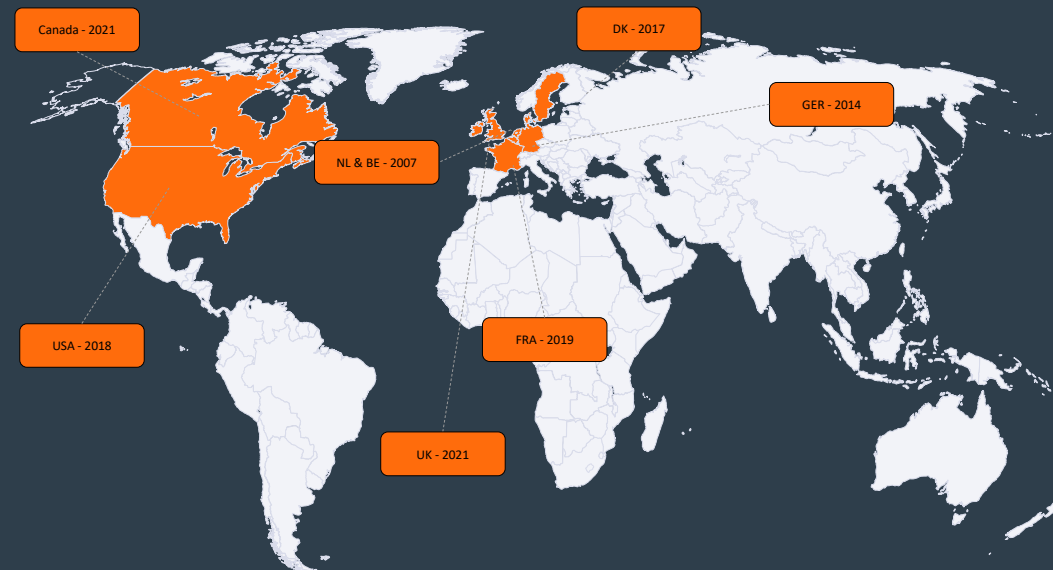 Canada - 2021
DK - 2017
GER - 2014
NL & BE - 2007
USA - 2018
FRA - 2019
UK - 2021